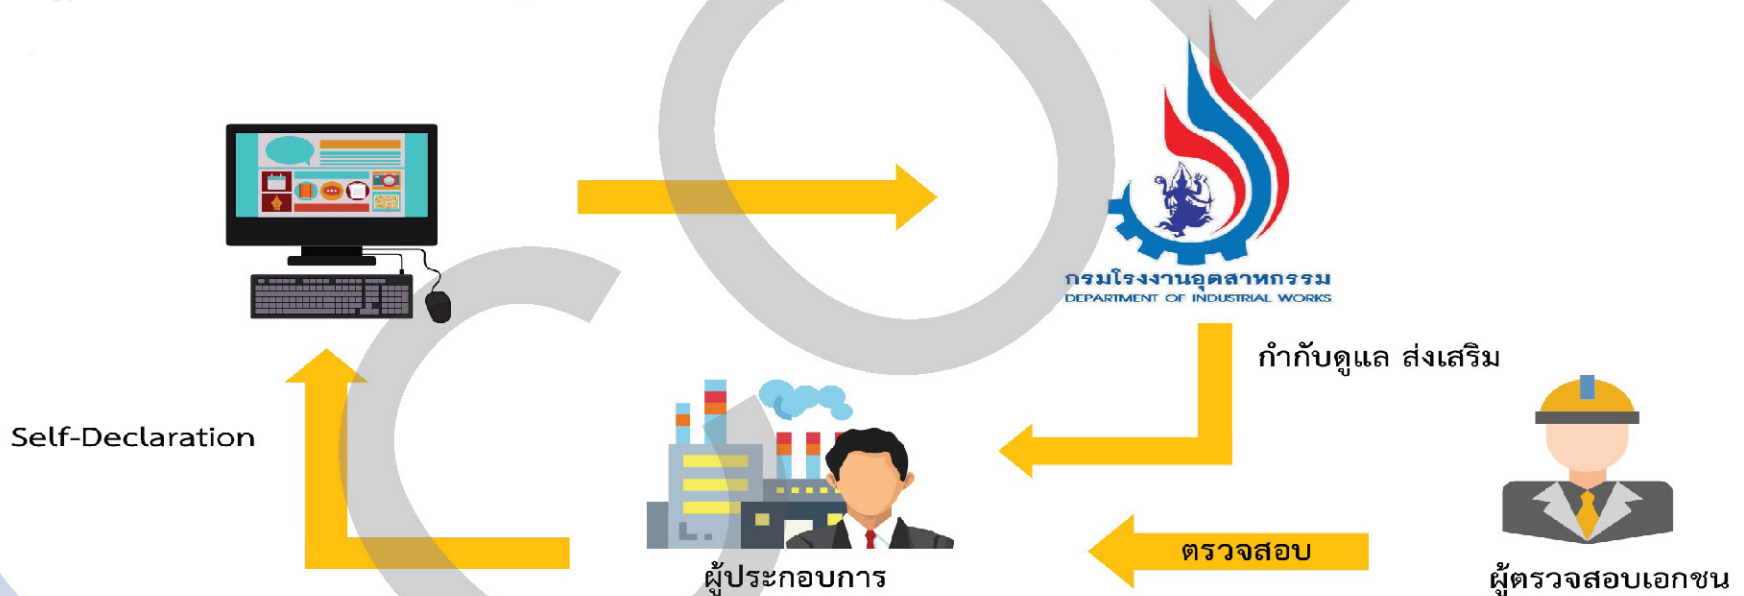 กรมโรงงานอุตสาหกรรม
DEPARTMENT OF INDUSTRIAL WORKS
กำกับดูแล ส่งเสริม
Self-Declaration
ตรวจสอบ
ผู้ประกอบการ
ผู้ตรวจสอบเอกชน